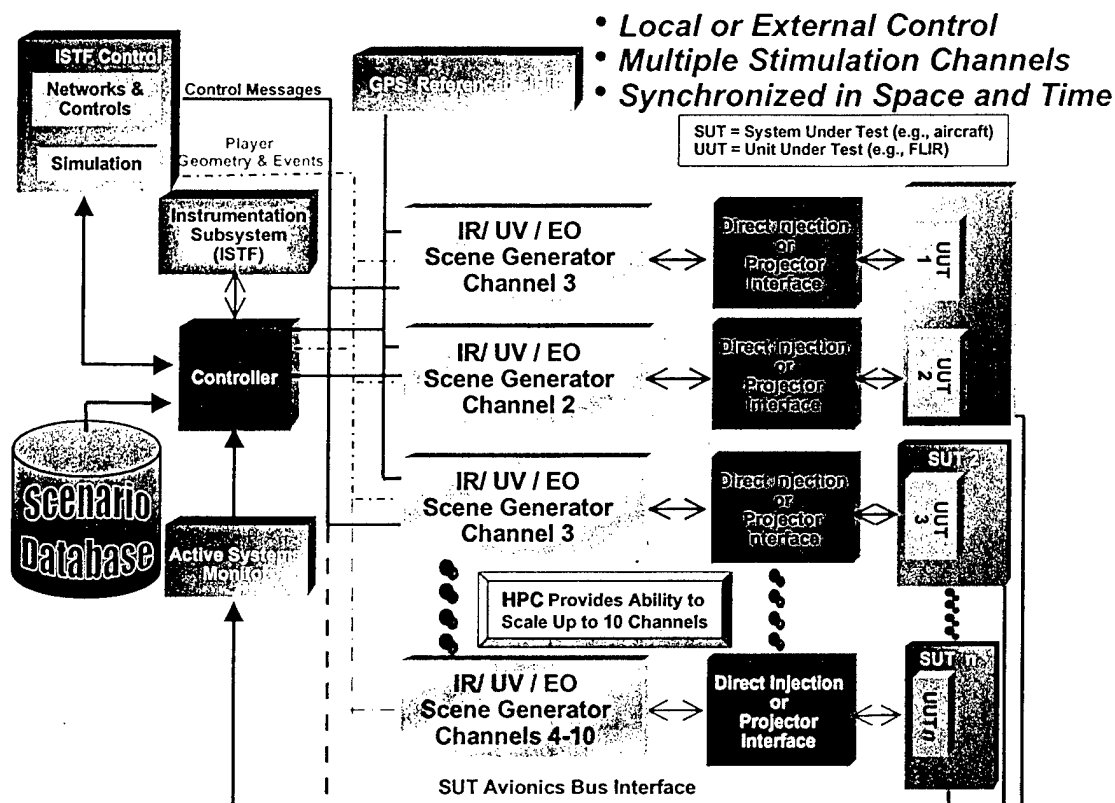 • Local or External Control
• Multiple Stimulation Channels
• Synchronized in Space and Time
SUT = System Under Test (e.g., aircraft)
UUT = Unit Under Test (e.g., FLIR)
ISTF Control
Networks &
Controls
Simulation
Control Messages
Player
Geometry & Events
GPS Reference
Instrumentation
Subsystem
(ISTF)
Controller
Scenario
Database
Active System
Monitor
IR/ UV / EO
Scene Generator
Channel 3
Direct Injection
or
Projector
Interface
UUT
1
IR/ UV / EO
Scene Generator
Channel 2
Direct Injection
or
Projector
Interface
UUT
2
IR/ UV / EO
Scene Generator
Channel 3
Direct Injection
or
Projector
Interface
SUT 2
UUT
3
HPC Provides Ability to
Scale Up to 10 Channels
IR/ UV / EO
Scene Generator
Channels 4-10
Direct Injection
or
Projector
Interface
SUT n
UUT n
SUT Avionics Bus Interface